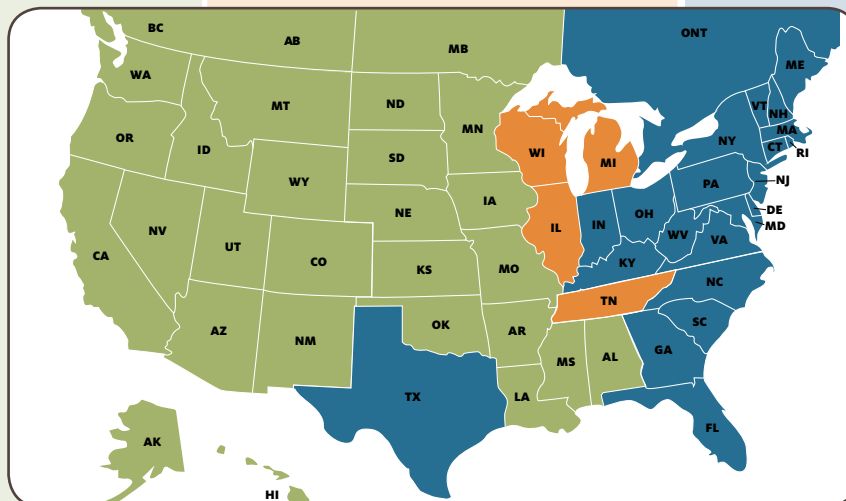 BC
AB
MB
ONT
WA
MT
ND
MN
ME
VT
NH
MA
OR
ID
SD
WI
MI
NY
CT
RI
WY
IA
PA
NJ
NE
IL
IN
OH
DE
MD
NV
UT
CO
KS
MO
KY
WV
VA
CA
AZ
NM
OK
AR
TN
NC
SC
TX
LA
MS
AL
GA
FL
AK
HI